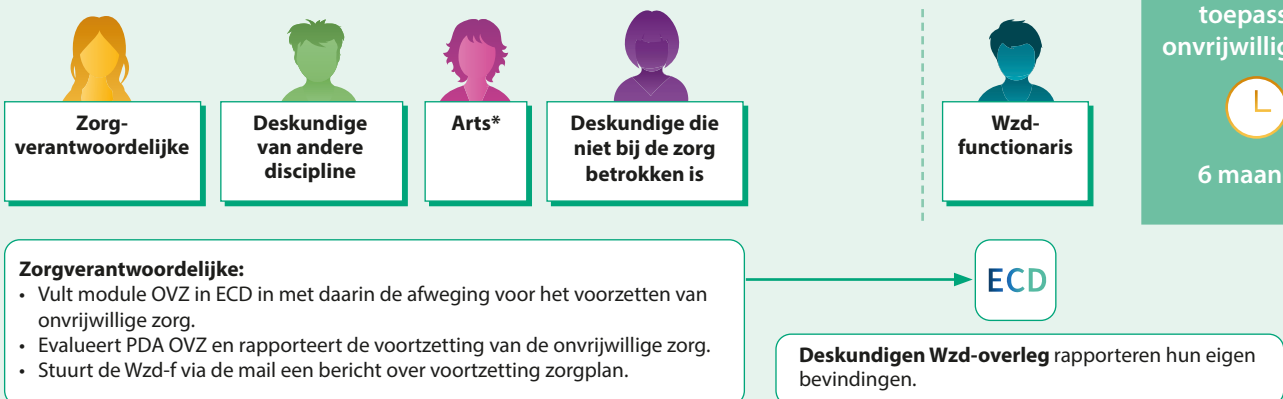 Zorg-
verantwoordelijke
Deskundige
van andere
discipline
Arts*
Deskundige die
niet bij de zorg
betrokken is
Wzd-
functionaris
toepass
onvrijwillig
6 maan
Zorgverantwoordelijke:
• Vult module OVZ in ECD in met daarin de afweging voor het voorzetten van
onvrijwillige zorg.
• Evalueert PDA OVZ en rapporteert de voortzetting van de onvrijwillige zorg.
• Stuurt de Wzd-f via de mail een bericht over voortzetting zorgplan.
ECD
Deskundigen Wzd-overleg rapporteren hun eigen
bevindingen.